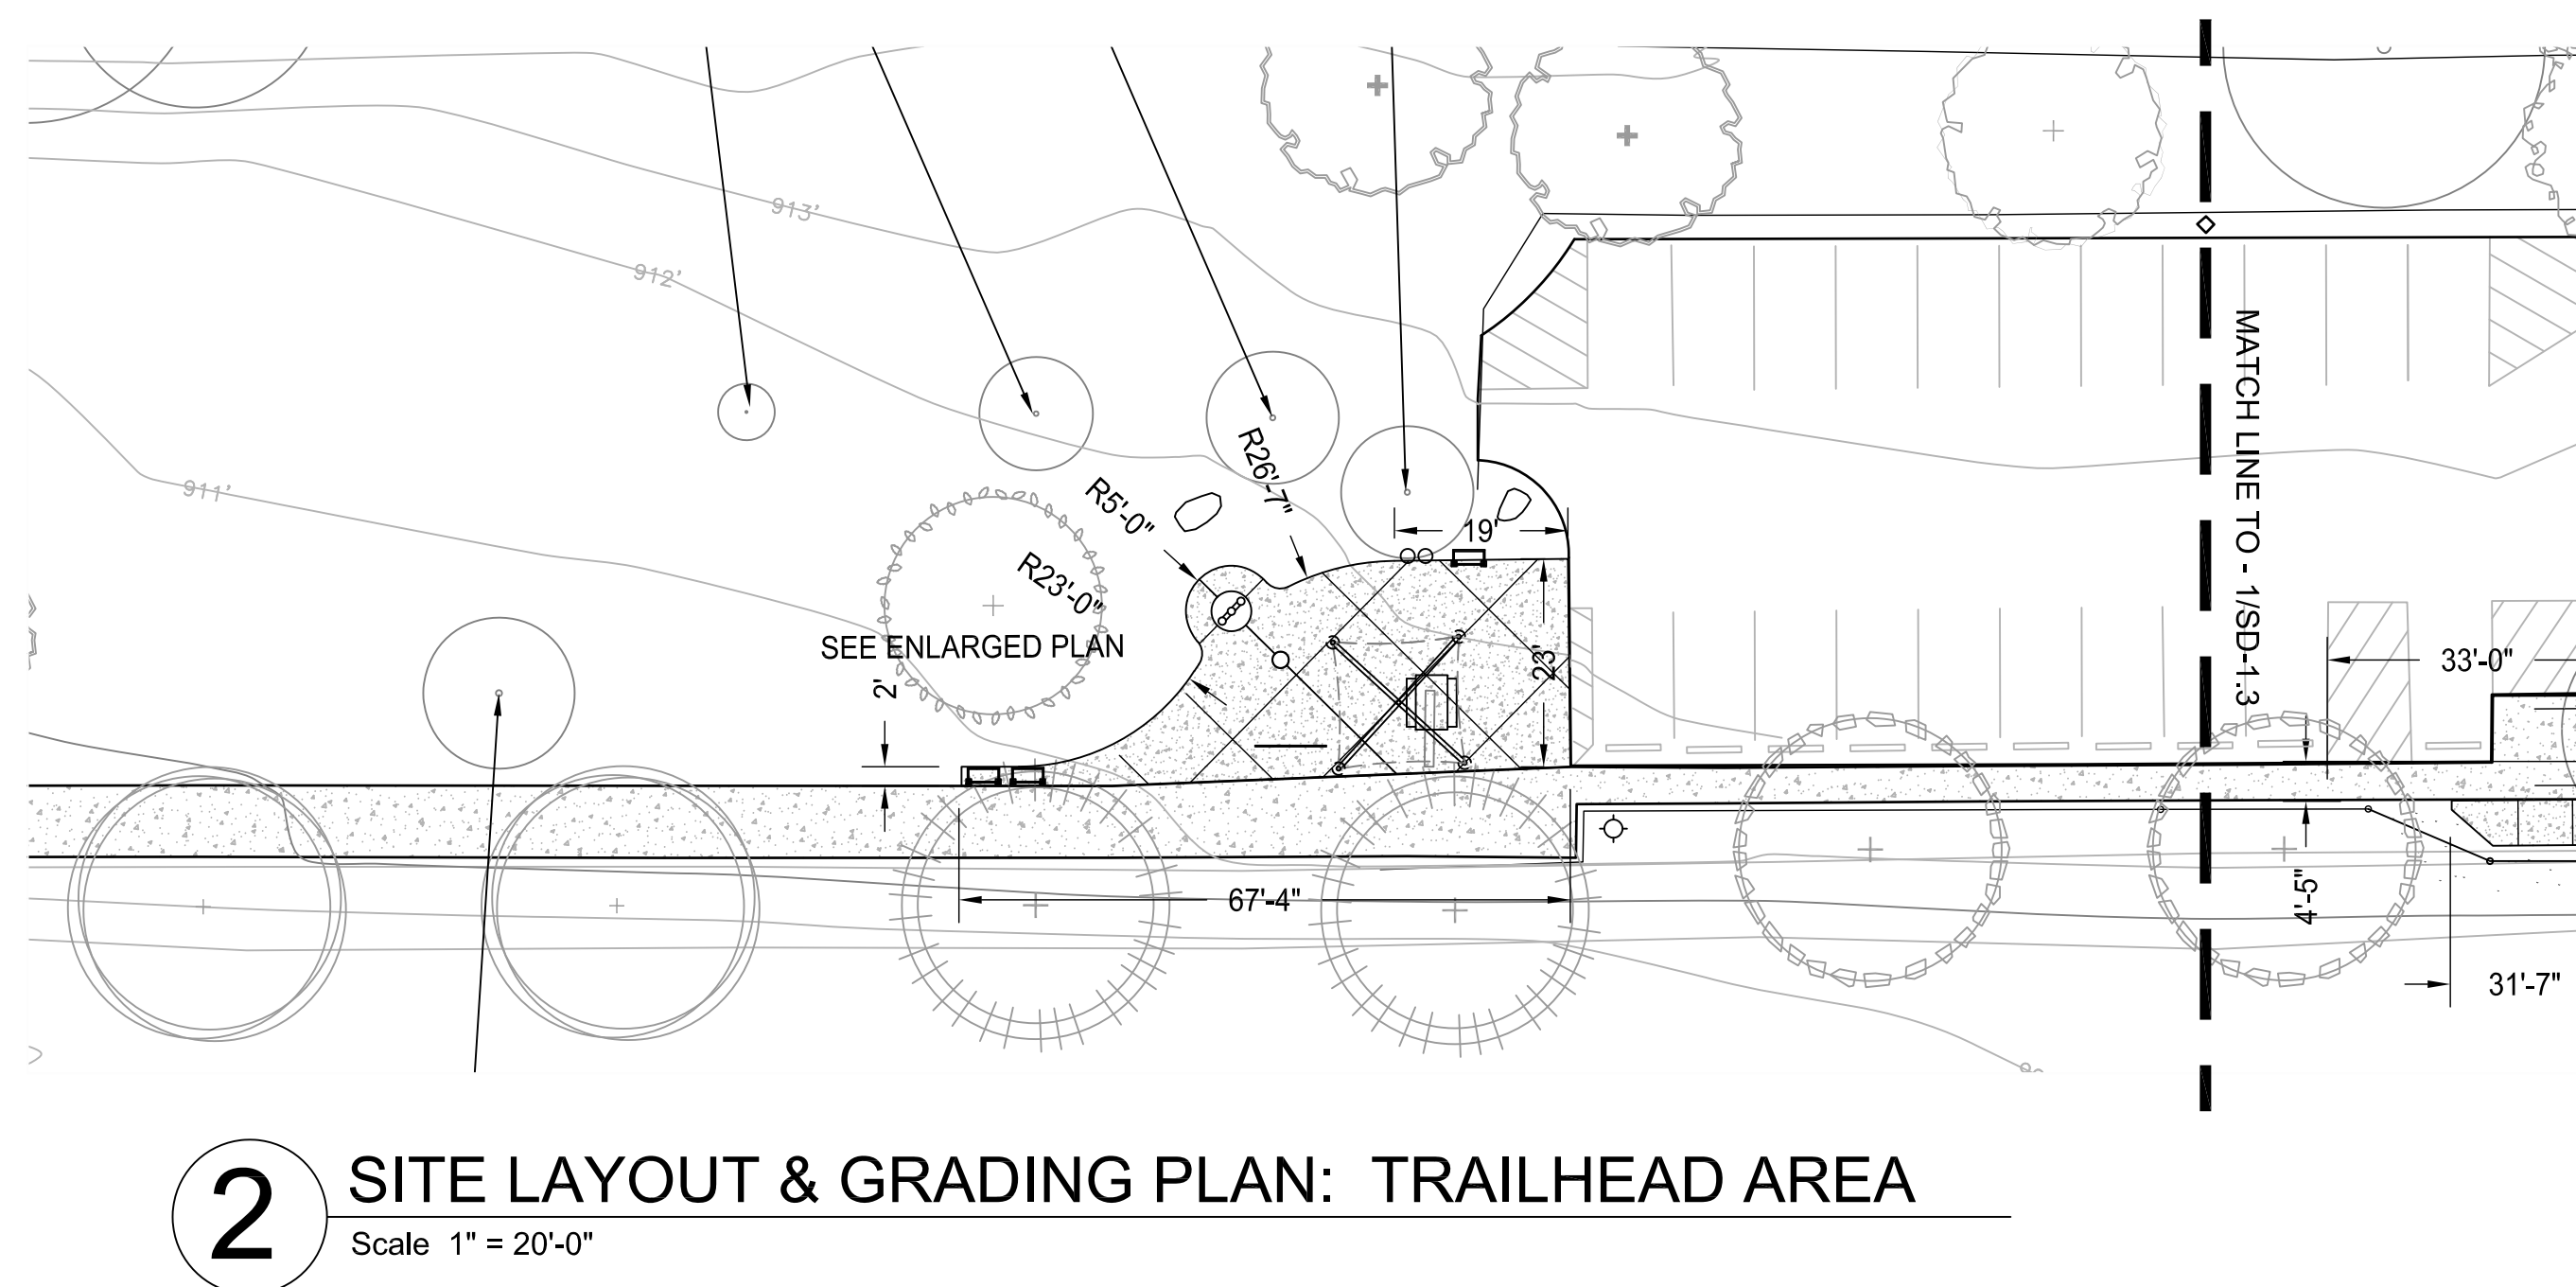 913'
912'
911'
R26'-7"
R5'-0"
R23'-0"
19'
SEE ENLARGED PLAN
2'
23'
MATCH LINE TO - 1/SD-1.3
33'-0"
67'-4"
4'-5"
31'-7"
2
SITE LAYOUT & GRADING PLAN: TRAILHEAD AREA
Scale 1" = 20'-0"